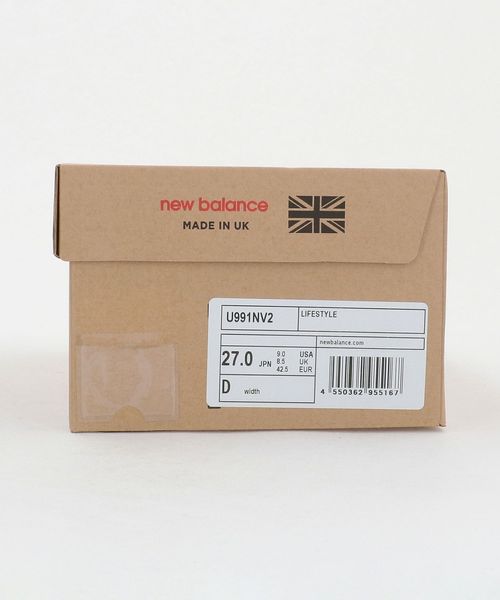 new balance
MADE IN UK
U991NV2
LIFESTYLE
newbalance.com
27.0 JPN
9.0 USA
8.5 UK
42.5 EUR
D width
4 550362 955167